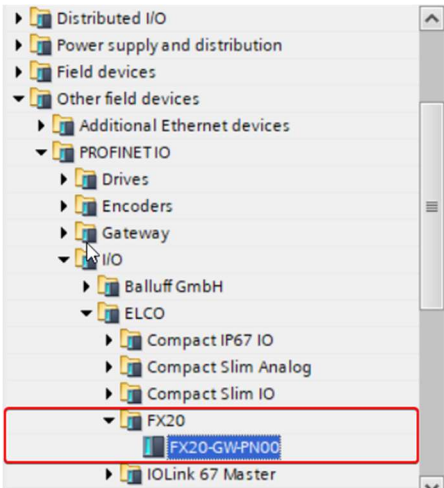 Distributed I/O
Power supply and distribution
Field devices
Other field devices
Additional Ethernet devices
PROFINET IO
Drives
Encoders
Gateway
I/O
Balluff GmbH
ELCO
Compact IP67 IO
Compact Slim Analog
Compact Slim IO
FX20
FX20-GW-PN00
IOLink 67 Master